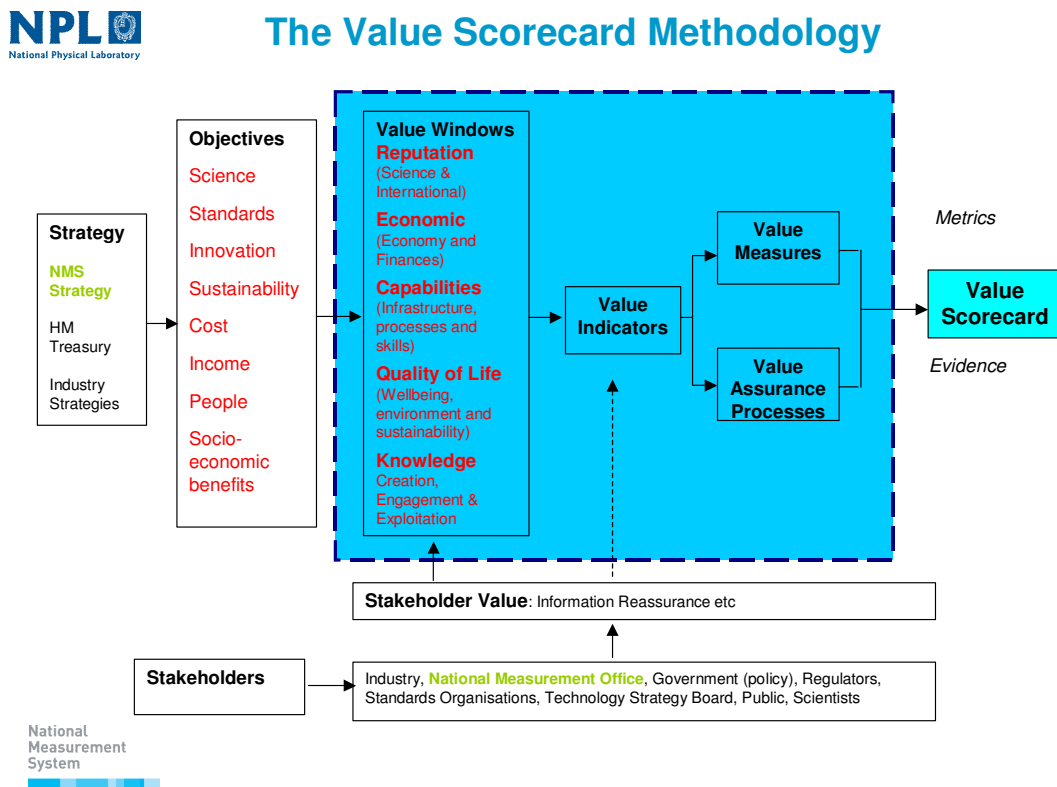 NPL
National Physical Laboratory
The Value Scorecard Methodology
Strategy
NMS
Strategy
HM
Treasury
Industry
Strategies
Objectives
Science
Standards
Innovation
Sustainability
Cost
Income
People
Socio-
economic
benefits
Value Windows
Reputation
(Science &
International)
Economic
(Economy and
Finances)
Capabilities
(Infrastructure,
processes and
skills)
Quality of Life
(Wellbeing,
environment and
sustainability)
Knowledge
Creation,
Engagement &
Exploitation
Value
Indicators
Value
Measures
Value
Assurance
Processes
Metrics
Value
Scorecard
Evidence
Stakeholder Value: Information Reassurance etc
Stakeholders
Industry, National Measurement Office, Government (policy), Regulators,
Standards Organisations, Technology Strategy Board, Public, Scientists
National
Measurement
System